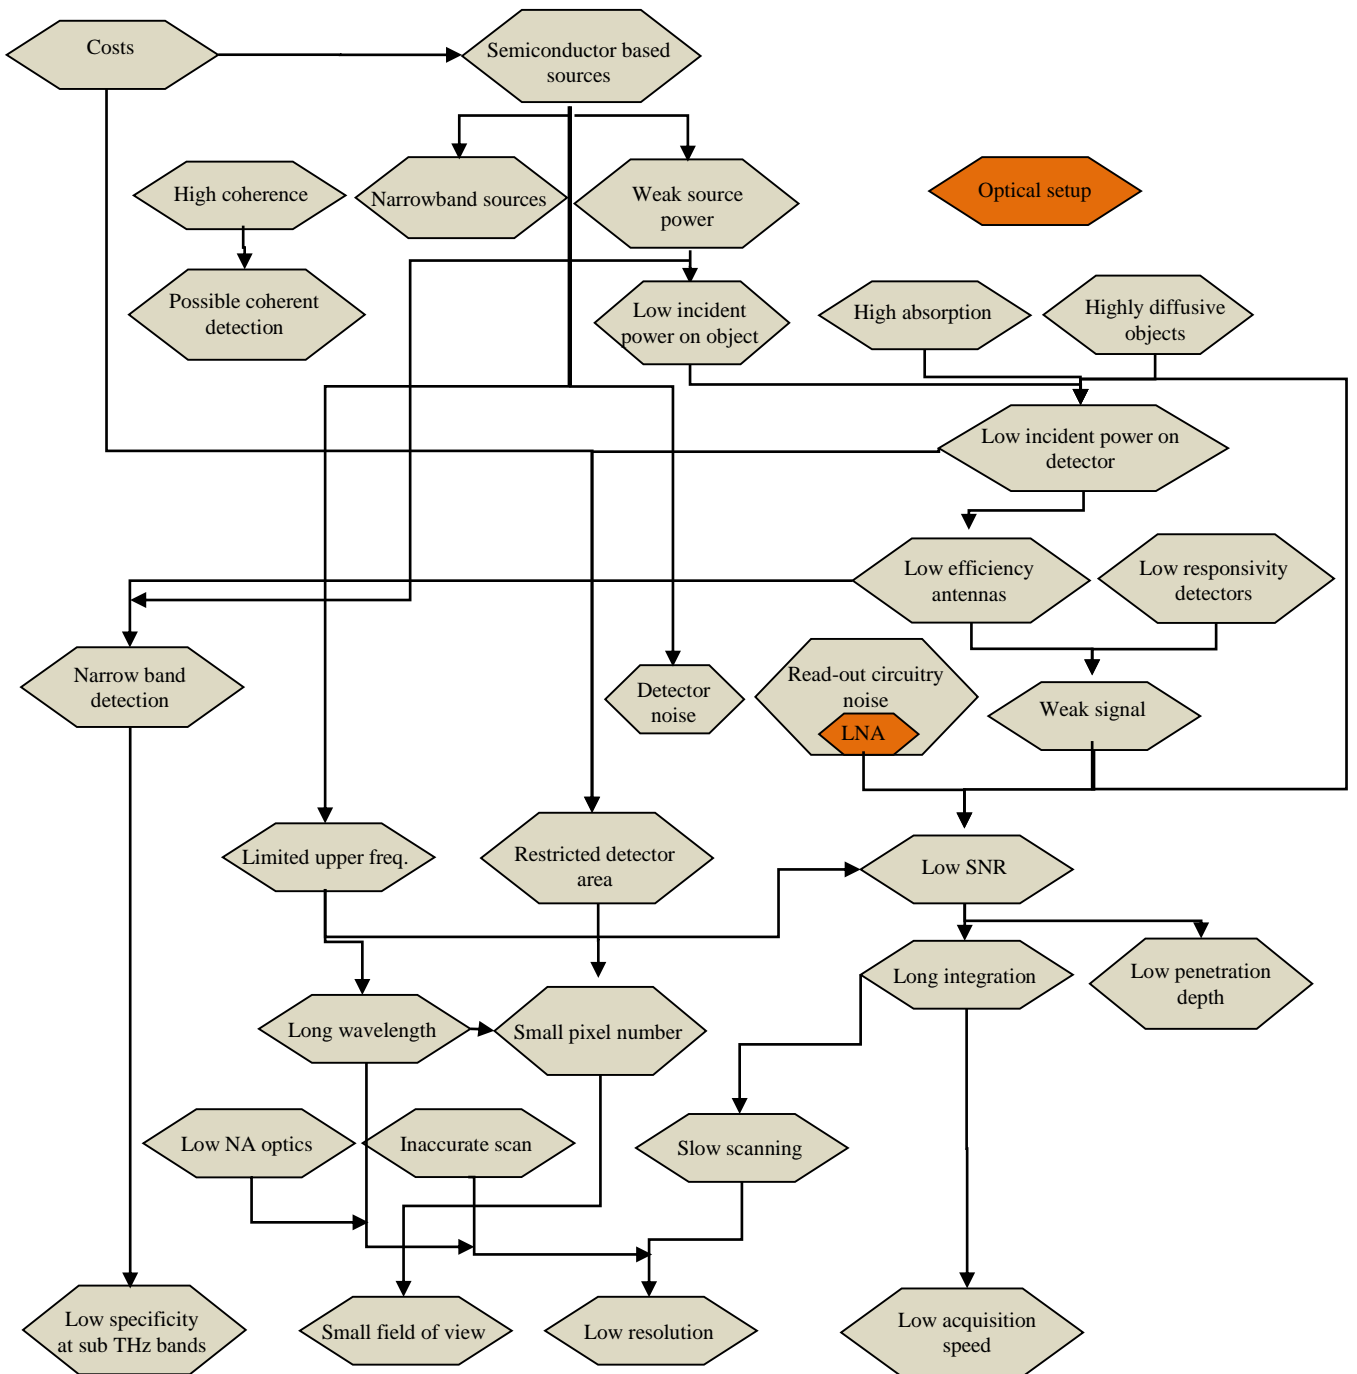 Costs
Semiconductor based
sources
High coherence
Narrowband sources
Weak source
power
Optical setup
Possible coherent
detection
Low incident
power on object
High absorption
Highly diffusive
objects
Low incident power on
detector
Low efficiency
antennas
Low responsivity
detectors
Narrow band
detection
Detector
noise
Read-out circuitry
noise
LNA
Weak signal
Limited upper freq.
Restricted detector
area
Low SNR
Long wavelength
Small pixel number
Long integration
Low penetration
depth
Low NA optics
Inaccurate scan
Slow scanning
Low specificity
at sub THz bands
Small field of view
Low resolution
Low acquisition
speed